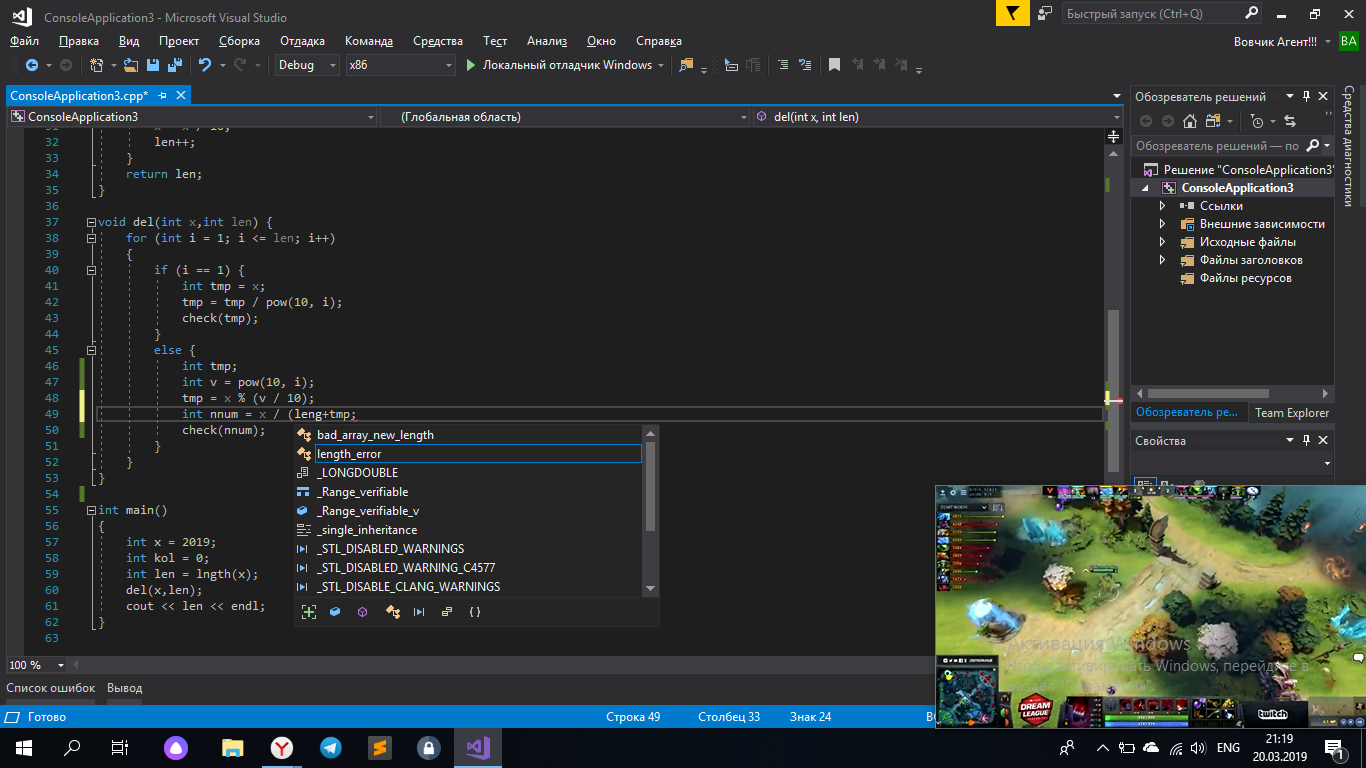 ConsoleApplication3 - Microsoft Visual Studio
Быстрый запуск (Ctrl+Q)
Файл Правка Вид Проект Сборка Отладка Команда Средства Тест Анализ Окно Справка
Вовчик Агент!!! ВА
Debug x86 Локальный отладчик Windows
ConsoleApplication3.cpp*
ConsoleApplication3 (Глобальная область) del(int x, int len)
32 len++;
33 }
34 return len;
35 }
36
37 void del(int x,int len) {
38 for (int i = 1; i <= len; i++)
39 {
40 if (i == 1) {
41 int tmp = x;
42 tmp = tmp / pow(10, i);
43 check(tmp);
44 }
45 else {
46 int tmp;
47 int v = pow(10, i);
48 tmp = x % (v / 10);
49 int nnum = x / (leng+tmp;
50 check(nnum);
51 }
52 }
53 }
54
55 int main()
56 {
57 int x = 2019;
58 int kol = 0;
59 int len = lngth(x);
60 del(x,len);
61 cout << len << endl;
62 }
63
bad_array_new_length
length_error
_LONGDOUBLE
_Range_verifiable
_Range_verifiable_v
_single_inheritance
_STL_DISABLED_WARNINGS
_STL_DISABLED_WARNING_C4577
_STL_DISABLE_CLANG_WARNINGS
100 %
Список ошибок Вывод
Готово Строка 49 Столбец 33 Знак 24
Обозреватель решений
Обозреватель решений — по
Решение "ConsoleApplication3"
ConsoleApplication3
Ссылки
Внешние зависимости
Исходные файлы
Файлы заголовков
Файлы ресурсов
Обозреватель ре... Team Explorer
Свойства
Средства диагностики
Активация Windows
DREAM
LEAGUE
twitch
ENG
21:19
20.03.2019
1